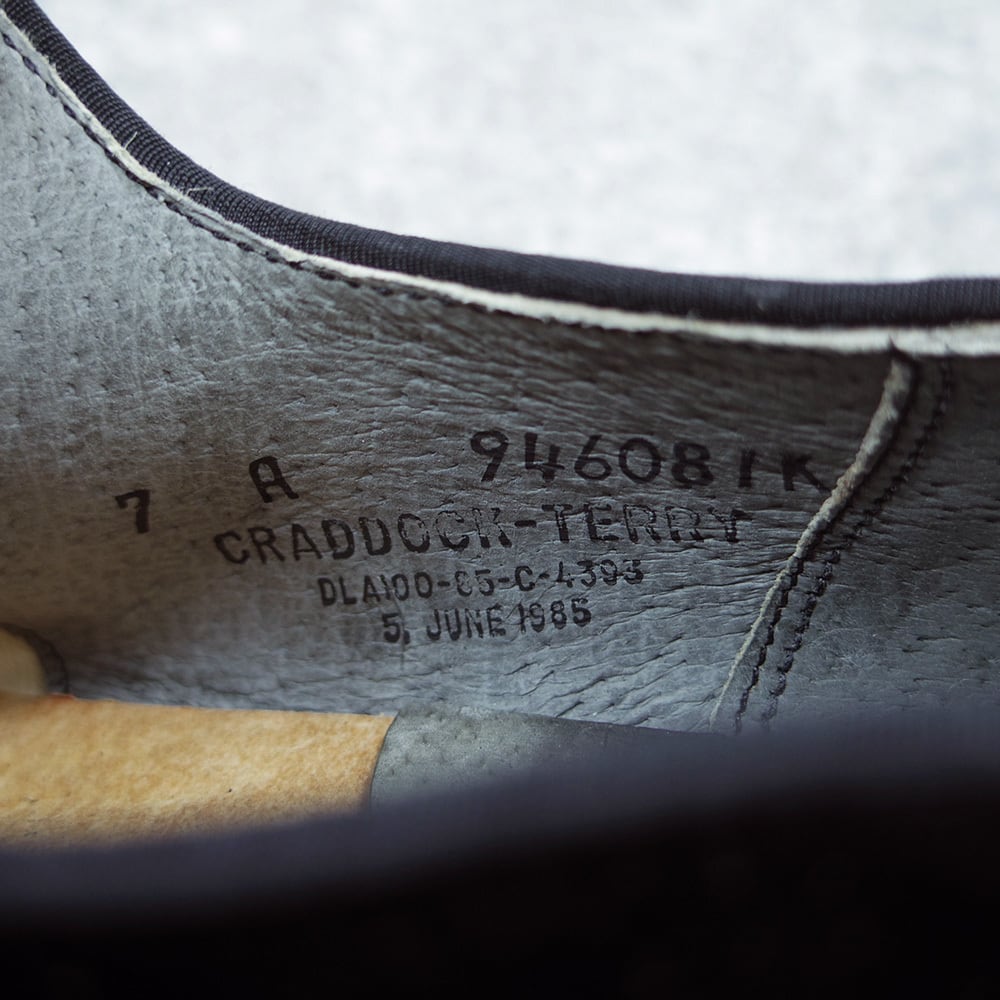 7 A 946081K
CRADDOCK-TERRY
DLA100-85-C-4393
5, JUNE 1985